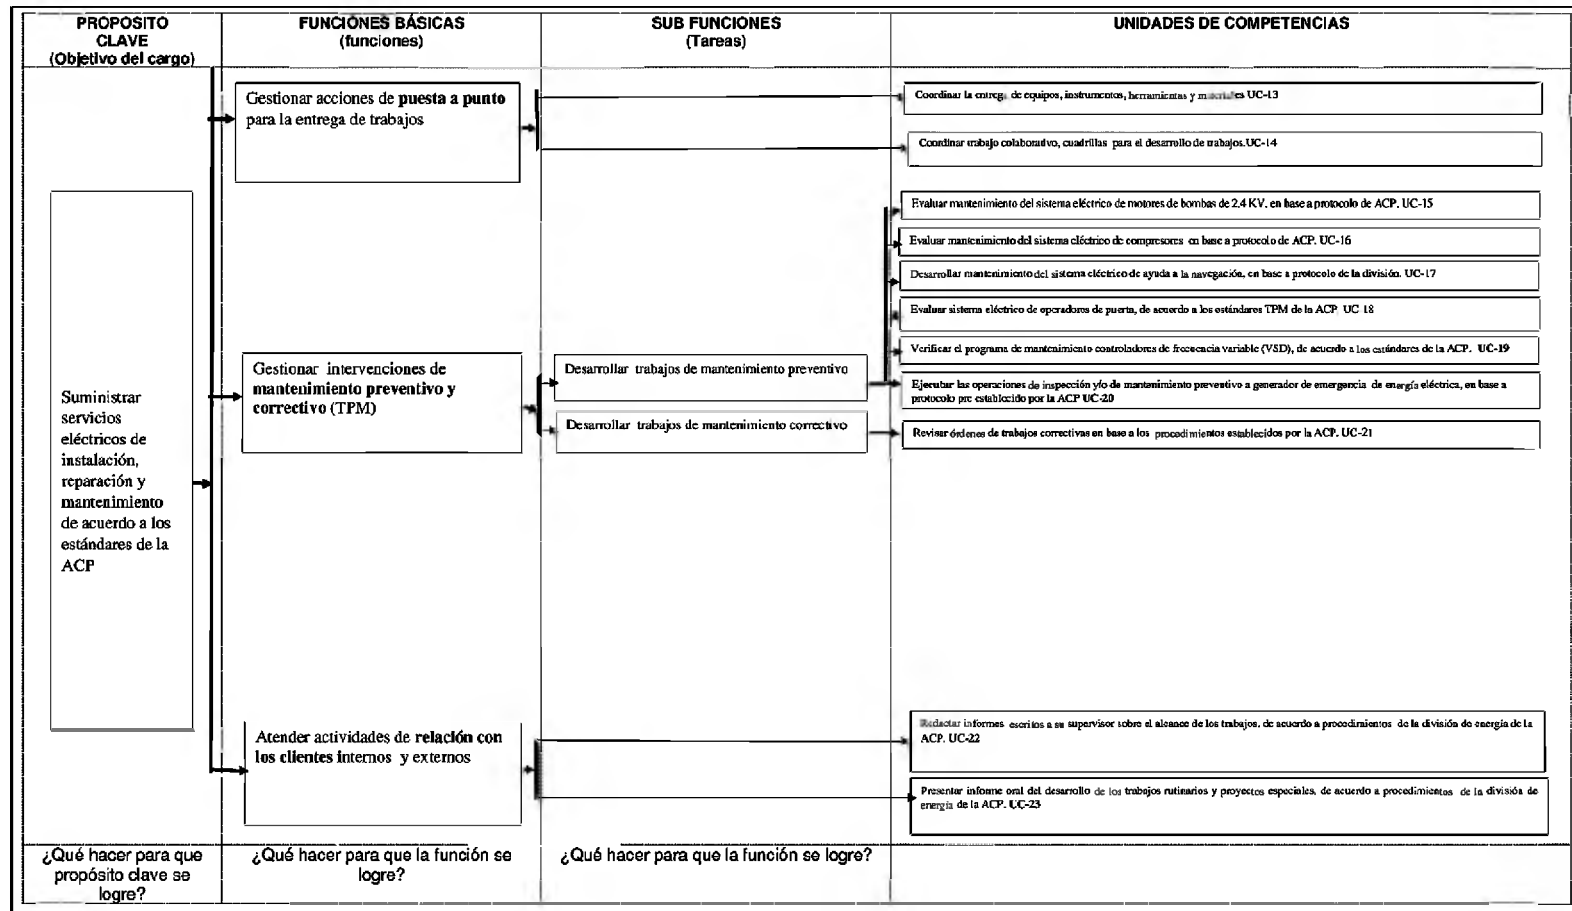 PROPOSITO
CLAVE
(Objetivo del cargo)
FUNCIONES BÁSICAS
(funciones)
SUB FUNCIONES
(Tareas)
UNIDADES DE COMPETENCIAS
Suministrar
servicios
eléctricos de
instalación,
reparación y
mantenimiento
de acuerdo a los
estándares de la
ACP
Gestionar acciones de puesta a punto
para la entrega de trabajos
Coordinar la entrega de equipos, instrumentos, herramientas y materiales UC-13
Coordinar trabajo colaborativo, cuadrillas para el desarrollo de trabajos.UC-14
Gestionar intervenciones de
mantenimiento preventivo y
correctivo (TPM)
Desarrollar trabajos de mantenimiento preventivo
Desarrollar trabajos de mantenimiento correctivo
Evaluar mantenimiento del sistema eléctrico de motores de bombas de 2.4 KV. en base a protocolo de ACP. UC-15
Evaluar mantenimiento del sistema eléctrico de compresores en base a protocolo de ACP. UC-16
Desarrollar mantenimiento del sistema eléctrico de ayuda a la navegación, en base a protocolo de la división. UC-17
Evaluar sistema eléctrico de operadores de puerta, de acuerdo a los estándares TPM de la ACP. UC 18
Verificar el programa de mantenimiento controladores de frecuencia variable (VSD), de acuerdo a los estándares de la ACP. UC-19
Ejecutar las operaciones de inspección y/o de mantenimiento preventivo a generador de emergencia de energía eléctrica, en base a
protocolo pre establecido por la ACP UC-20
Revisar órdenes de trabajos correctivas en base a los procedimientos establecidos por la ACP. UC-21
Atender actividades de relación con
los clientes internos y externos
Redactar informes escritos a su supervisor sobre el alcance de los trabajos, de acuerdo a procedimientos de la división de energía de la
ACP. UC-22
Presentar informe oral del desarrollo de los trabajos rutinarios y proyectos especiales, de acuerdo a procedimientos de la división de
energía de la ACP. UC-23
¿Qué hacer para que
propósito clave se
logre?
¿Qué hacer para que la función se
logre?
¿Qué hacer para que la función se logre?